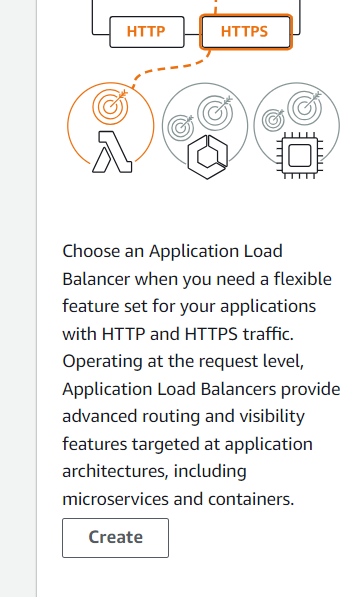 HTTP HTTPS
Choose an Application Load
Balancer when you need a flexible
feature set for your applications
with HTTP and HTTPS traffic.
Operating at the request level,
Application Load Balancers provide
advanced routing and visibility
features targeted at application
architectures, including
microservices and containers.
Create